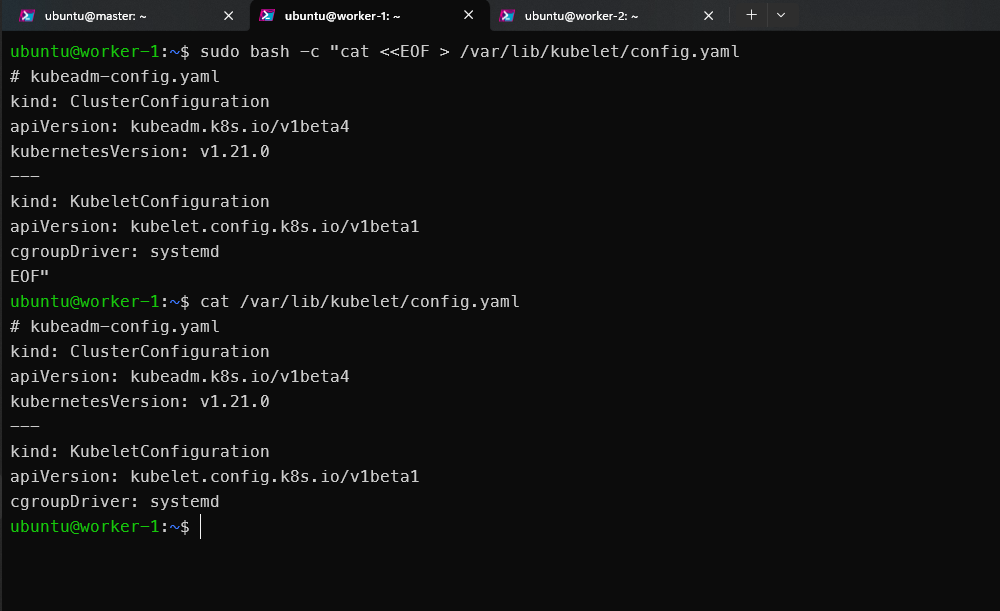 ubuntu@master: ~
ubuntu@worker-1: ~
ubuntu@worker-2: ~
ubuntu@worker-1:~$ sudo bash -c "cat <<EOF > /var/lib/kubelet/config.yaml
# kubeadm-config.yaml
kind: ClusterConfiguration
apiVersion: kubeadm.k8s.io/v1beta4
kubernetesVersion: v1.21.0
---
kind: KubeletConfiguration
apiVersion: kubelet.config.k8s.io/v1beta1
cgroupDriver: systemd
EOF"
ubuntu@worker-1:~$ cat /var/lib/kubelet/config.yaml
# kubeadm-config.yaml
kind: ClusterConfiguration
apiVersion: kubeadm.k8s.io/v1beta4
kubernetesVersion: v1.21.0
---
kind: KubeletConfiguration
apiVersion: kubelet.config.k8s.io/v1beta1
cgroupDriver: systemd
ubuntu@worker-1:~$